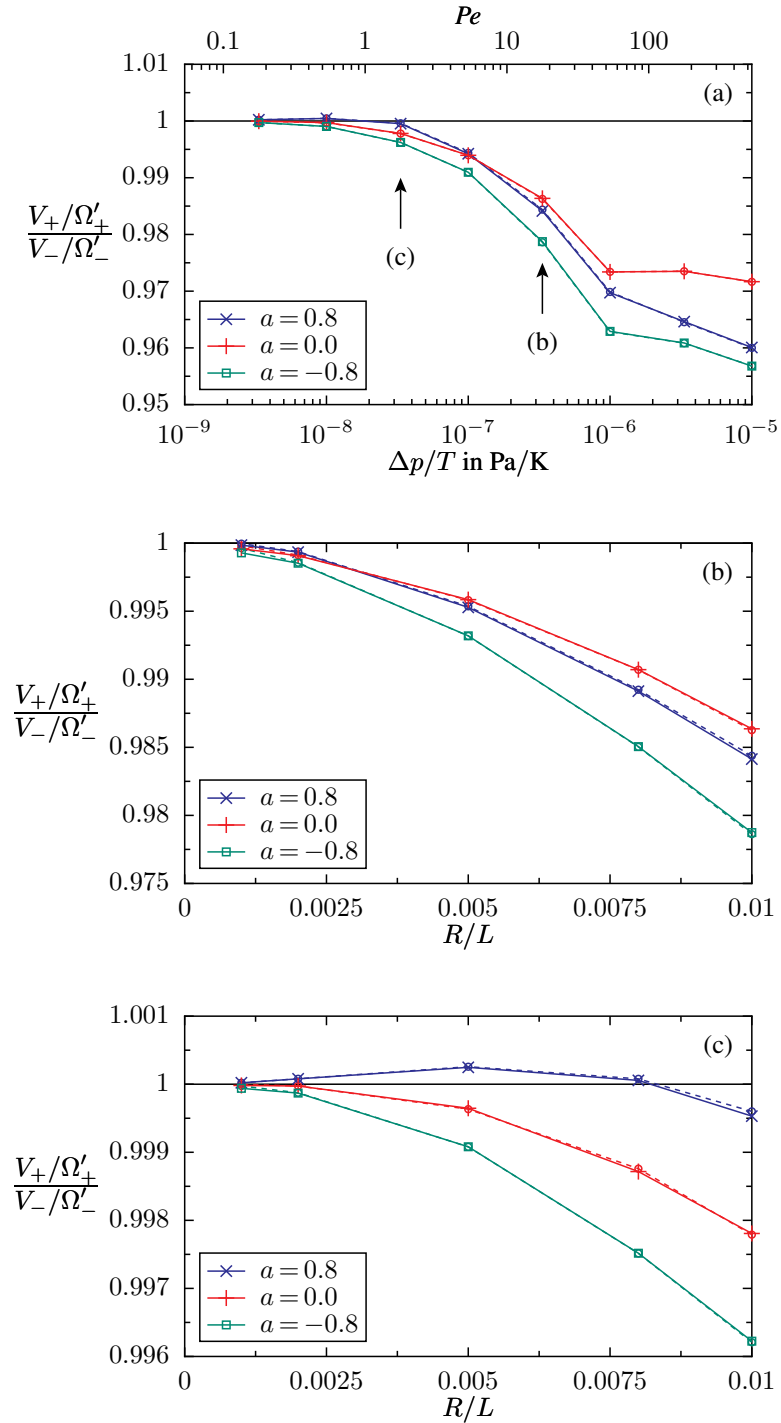 Pe
0.1 1 10 100
1.01
(a)
1
0.99
V₊/Ω′₊
V₋/Ω′₋
0.98
(c)
0.97
a = 0.8
(b)
a = 0.0
0.96
a = −0.8
0.95
10⁻⁹ 10⁻⁸ 10⁻⁷ 10⁻⁶ 10⁻⁵
Δp/T in Pa/K
1
(b)
0.995
0.99
V₊/Ω′₊
V₋/Ω′₋
0.985
a = 0.8
0.98
a = 0.0
a = −0.8
0.975
0 0.0025 0.005 0.0075 0.01
R/L
1.001
(c)
1
0.999
V₊/Ω′₊
V₋/Ω′₋
0.998
a = 0.8
0.997
a = 0.0
a = −0.8
0.996
0 0.0025 0.005 0.0075 0.01
R/L